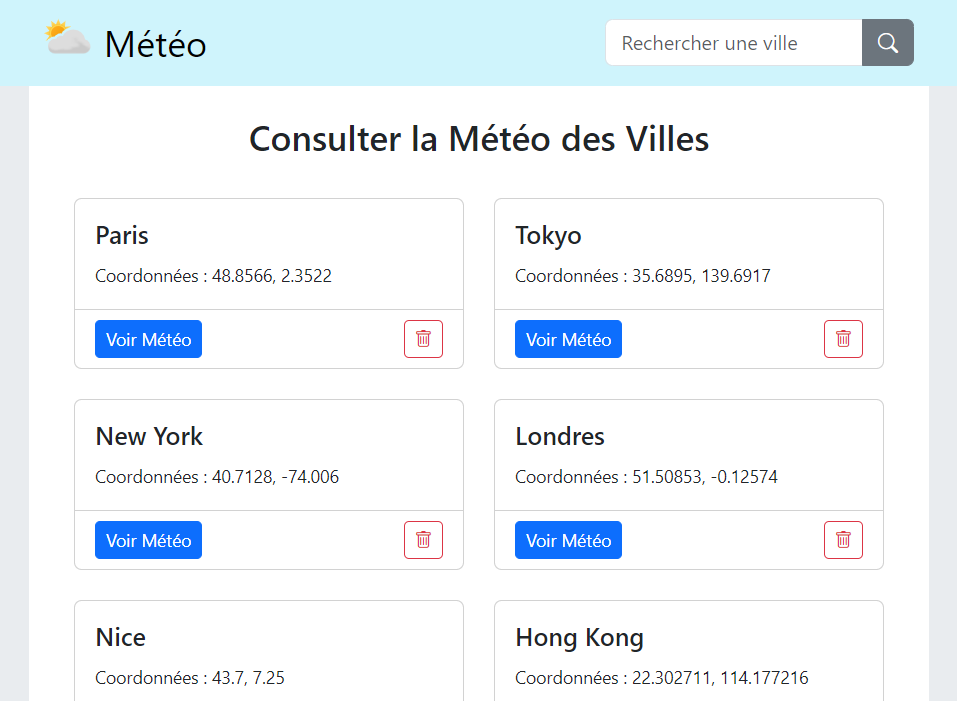 Météo
Rechercher une ville
Consulter la Météo des Villes
Paris
Coordonnées : 48.8566, 2.3522
Voir Météo
Tokyo
Coordonnées : 35.6895, 139.6917
Voir Météo
New York
Coordonnées : 40.7128, -74.006
Voir Météo
Londres
Coordonnées : 51.50853, -0.12574
Voir Météo
Nice
Coordonnées : 43.7, 7.25
Hong Kong
Coordonnées : 22.302711, 114.177216